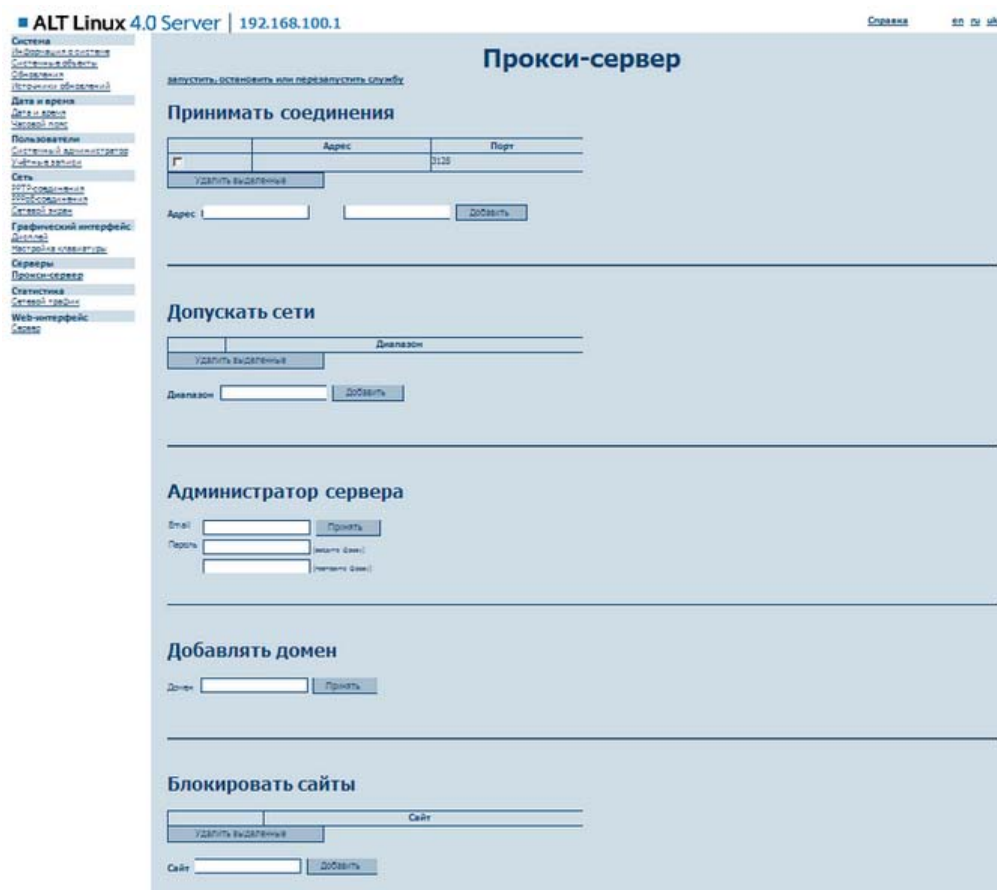 ALT Linux 4.0 Server | 192.168.100.1
Справка en ru uk
Система
Информация о системе
Системные объекты
Обновления
Источники обновлений
Дата и время
Дата и время
Часовой пояс
Пользователи
Системный администратор
Учётные записи
Сеть
PPTP-соединения
PPPoE-соединения
Сетевой экран
Графический интерфейс
Дисплей
Настройка клавиатуры
Серверы
Прокси-сервер
Статистика
Сетевой трафик
Web-интерфейс
Сервер
Прокси-сервер
запустить, остановить или перезапустить службу
Принимать соединения
Адрес Порт
3128
Удалить выделенные
Адрес Добавить
Допускать сети
Диапазон
Удалить выделенные
Диапазон Добавить
Администратор сервера
Email Принять
Пароль (введите фразу)
(повторите фразу)
Добавлять домен
Домен Принять
Блокировать сайты
Сайт
Удалить выделенные
Сайт Добавить